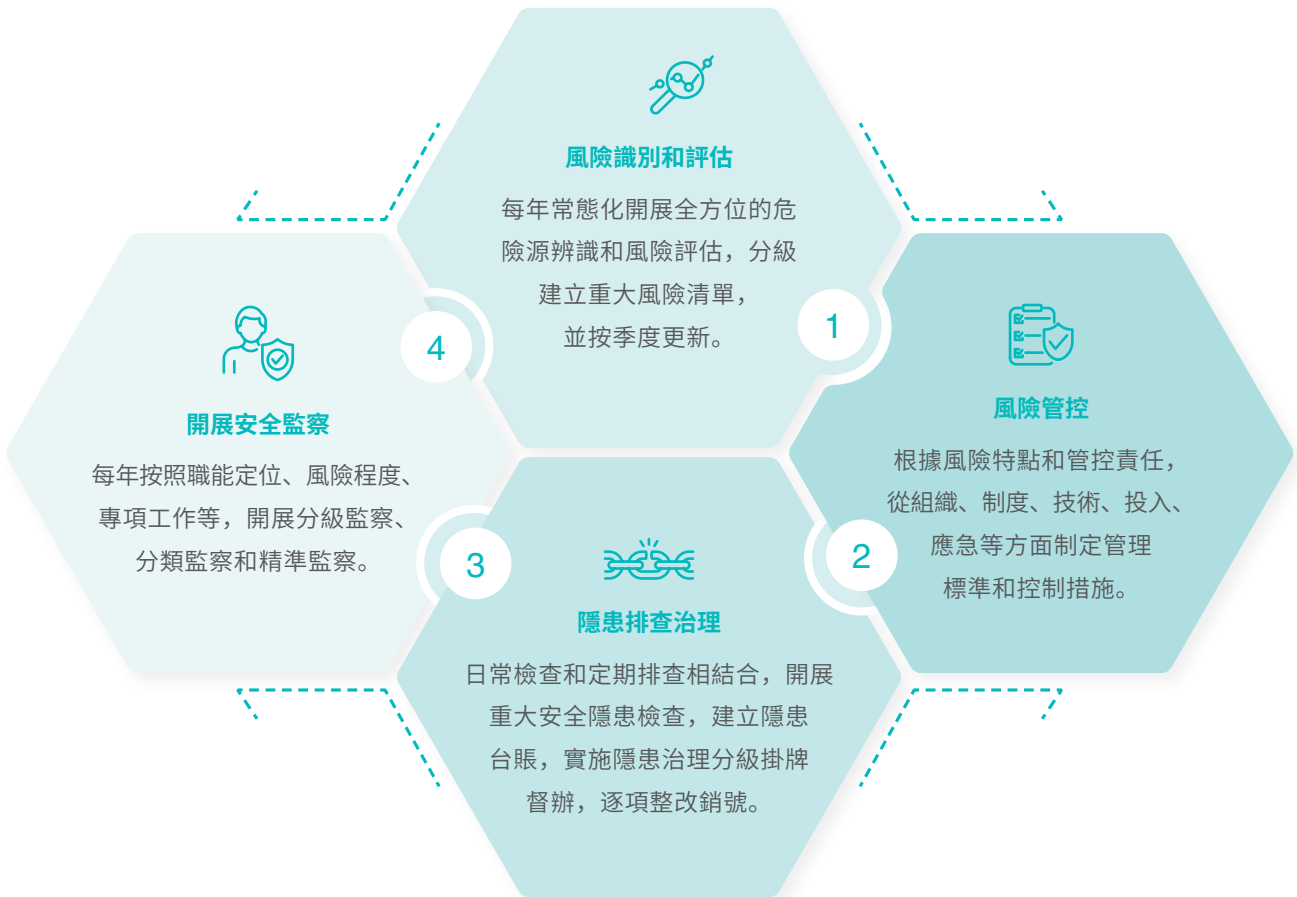 風險識別和評估
每年常態化開展全方位的危
險源辨識和風險評估，分級
建立重大風險清單，
並按季度更新。
1
風險管控
根據風險特點和管控責任，
從組織、制度、技術、投入、
應急等方面制定管理
標準和控制措施。
2
隱患排查治理
日常檢查和定期排查相結合，開展
重大安全隱患檢查，建立隱患
台賬，實施隱患治理分級掛牌
督辦，逐項整改銷號。
3
開展安全監察
每年按照職能定位、風險程度、
專項工作等，開展分級監察、
分類監察和精準監察。
4